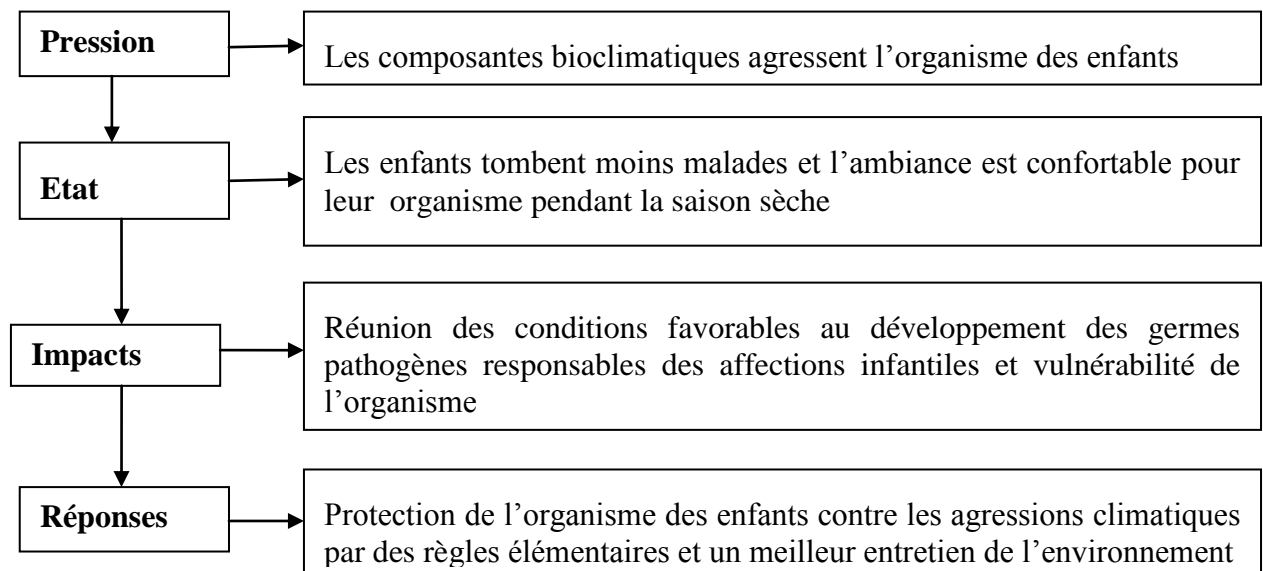 Pression
Les composantes bioclimatiques agressent l’organisme des enfants
Etat
Les enfants tombent moins malades et l’ambiance est confortable pour
leur organisme pendant la saison sèche
Impacts
Réunion des conditions favorables au développement des germes
pathogènes responsables des affections infantiles et vulnérabilité de
l’organisme
Réponses
Protection de l’organisme des enfants contre les agressions climatiques
par des règles élémentaires et un meilleur entretien de l’environnement